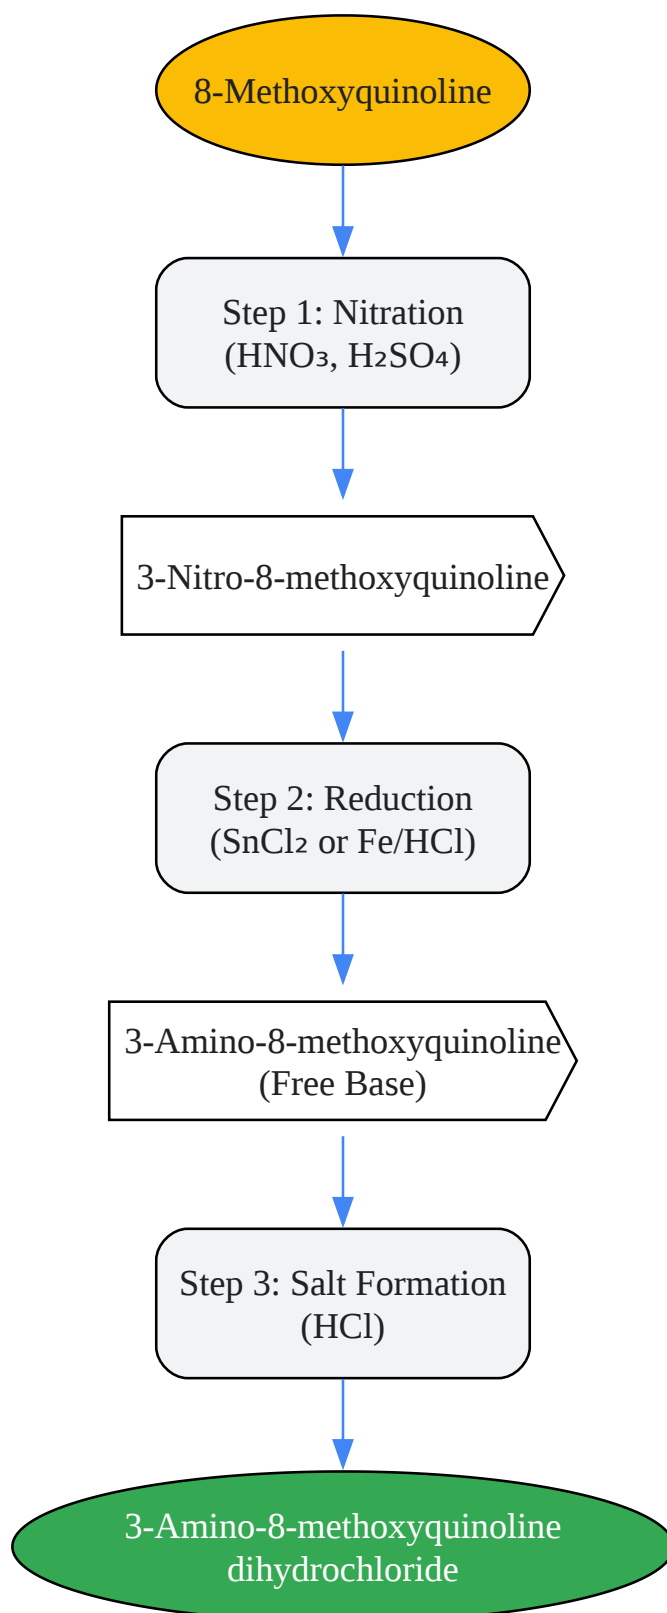 8-Methoxyquinoline
Step 1: Nitration
(HNO₃, H₂SO₄)
3-Nitro-8-methoxyquinoline
Step 2: Reduction
(SnCl₂ or Fe/HCl)
3-Amino-8-methoxyquinoline
(Free Base)
Step 3: Salt Formation
(HCl)
3-Amino-8-methoxyquinoline
dihydrochloride